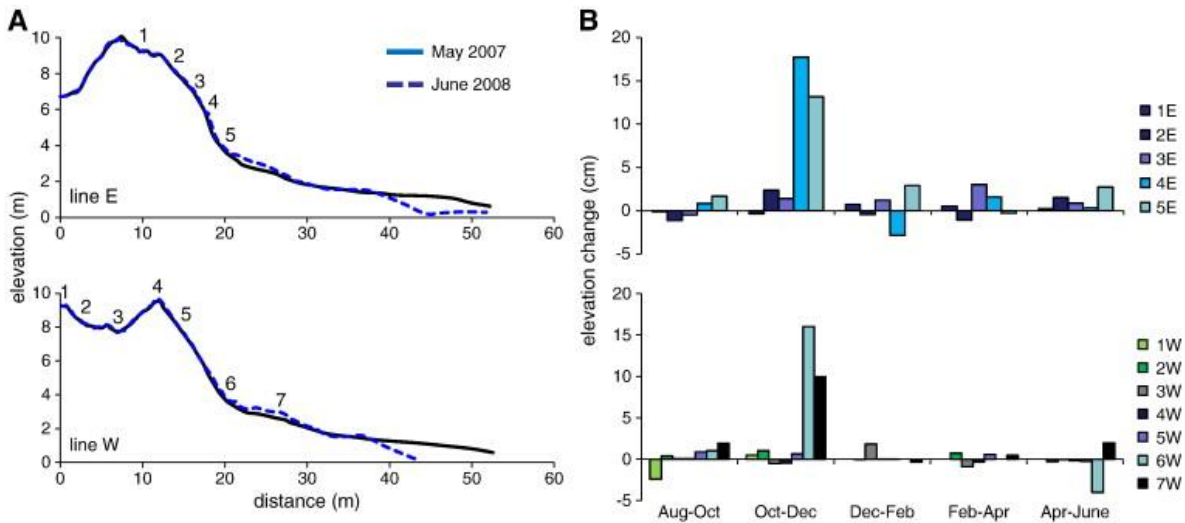 A
10
8
6
4
2
0
elevation (m)
1
2
3
4
5
line E
May 2007
June 2008
0 10 20 30 40 50 60
10
8
6
4
2
0
1
2
3
4
5
6
7
line W
0 10 20 30 40 50 60
distance (m)
B
20
15
10
5
0
-5
elevation change (cm)
1E
2E
3E
4E
5E
20
15
10
5
0
-5
Aug-Oct Oct-Dec Dec-Feb Feb-Apr Apr-June
1W
2W
3W
4W
5W
6W
7W